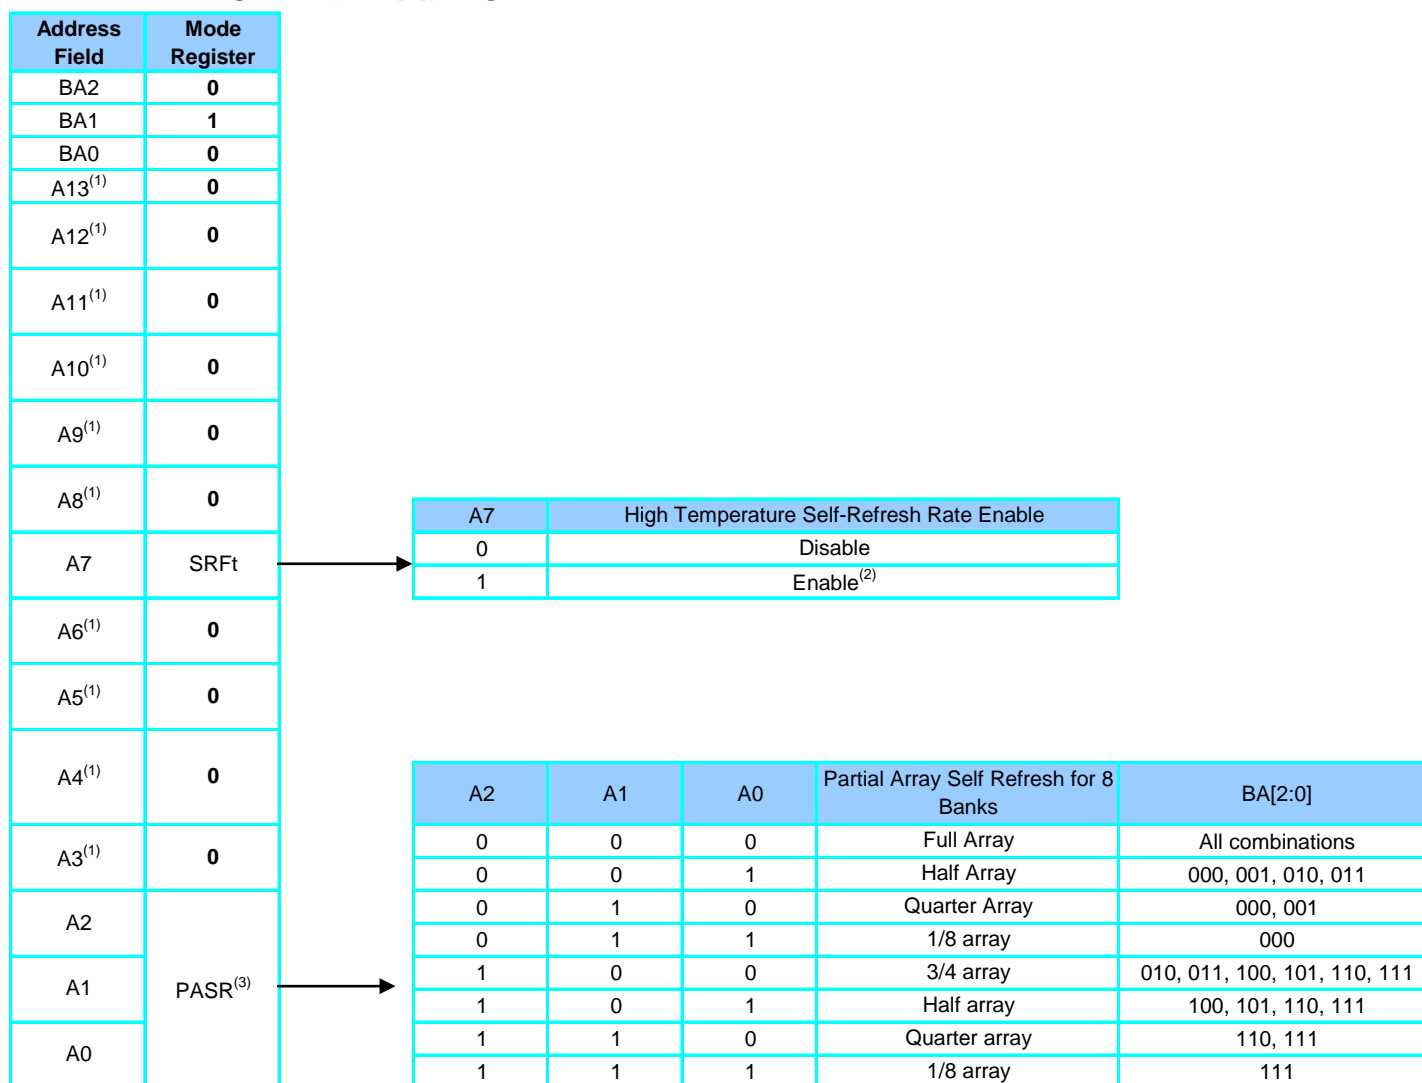 Address Field Mode Register
BA2 0
BA1 1
BA0 0
A13(1) 0
A12(1) 0
A11(1) 0
A10(1) 0
A9(1) 0
A8(1) 0
A7 SRFt
A6(1) 0
A5(1) 0
A4(1) 0
A3(1) 0
A2
A1 PASR(3)
A0
A7 High Temperature Self-Refresh Rate Enable
0 Disable
1 Enable(2)
A2 A1 A0 Partial Array Self Refresh for 8 Banks BA[2:0]
0 0 0 Full Array All combinations
0 0 1 Half Array 000, 001, 010, 011
0 1 0 Quarter Array 000, 001
0 1 1 1/8 array 000
1 0 0 3/4 array 010, 011, 100, 101, 110, 111
1 0 1 Half array 100, 101, 110, 111
1 1 0 Quarter array 110, 111
1 1 1 1/8 array 111